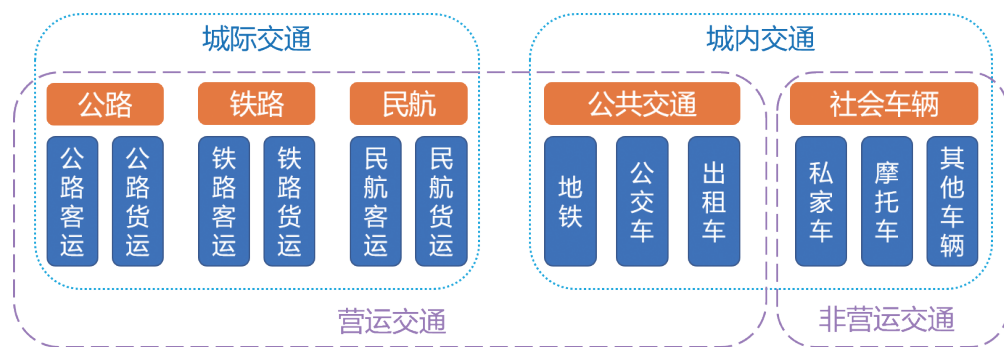 城际交通
城内交通
公路
铁路
民航
公共交通
社会车辆
公路客运
公路货运
铁路客运
铁路货运
民航客运
民航货运
地铁
公交车
出租车
私家车
摩托车
其他车辆
营运交通
非营运交通